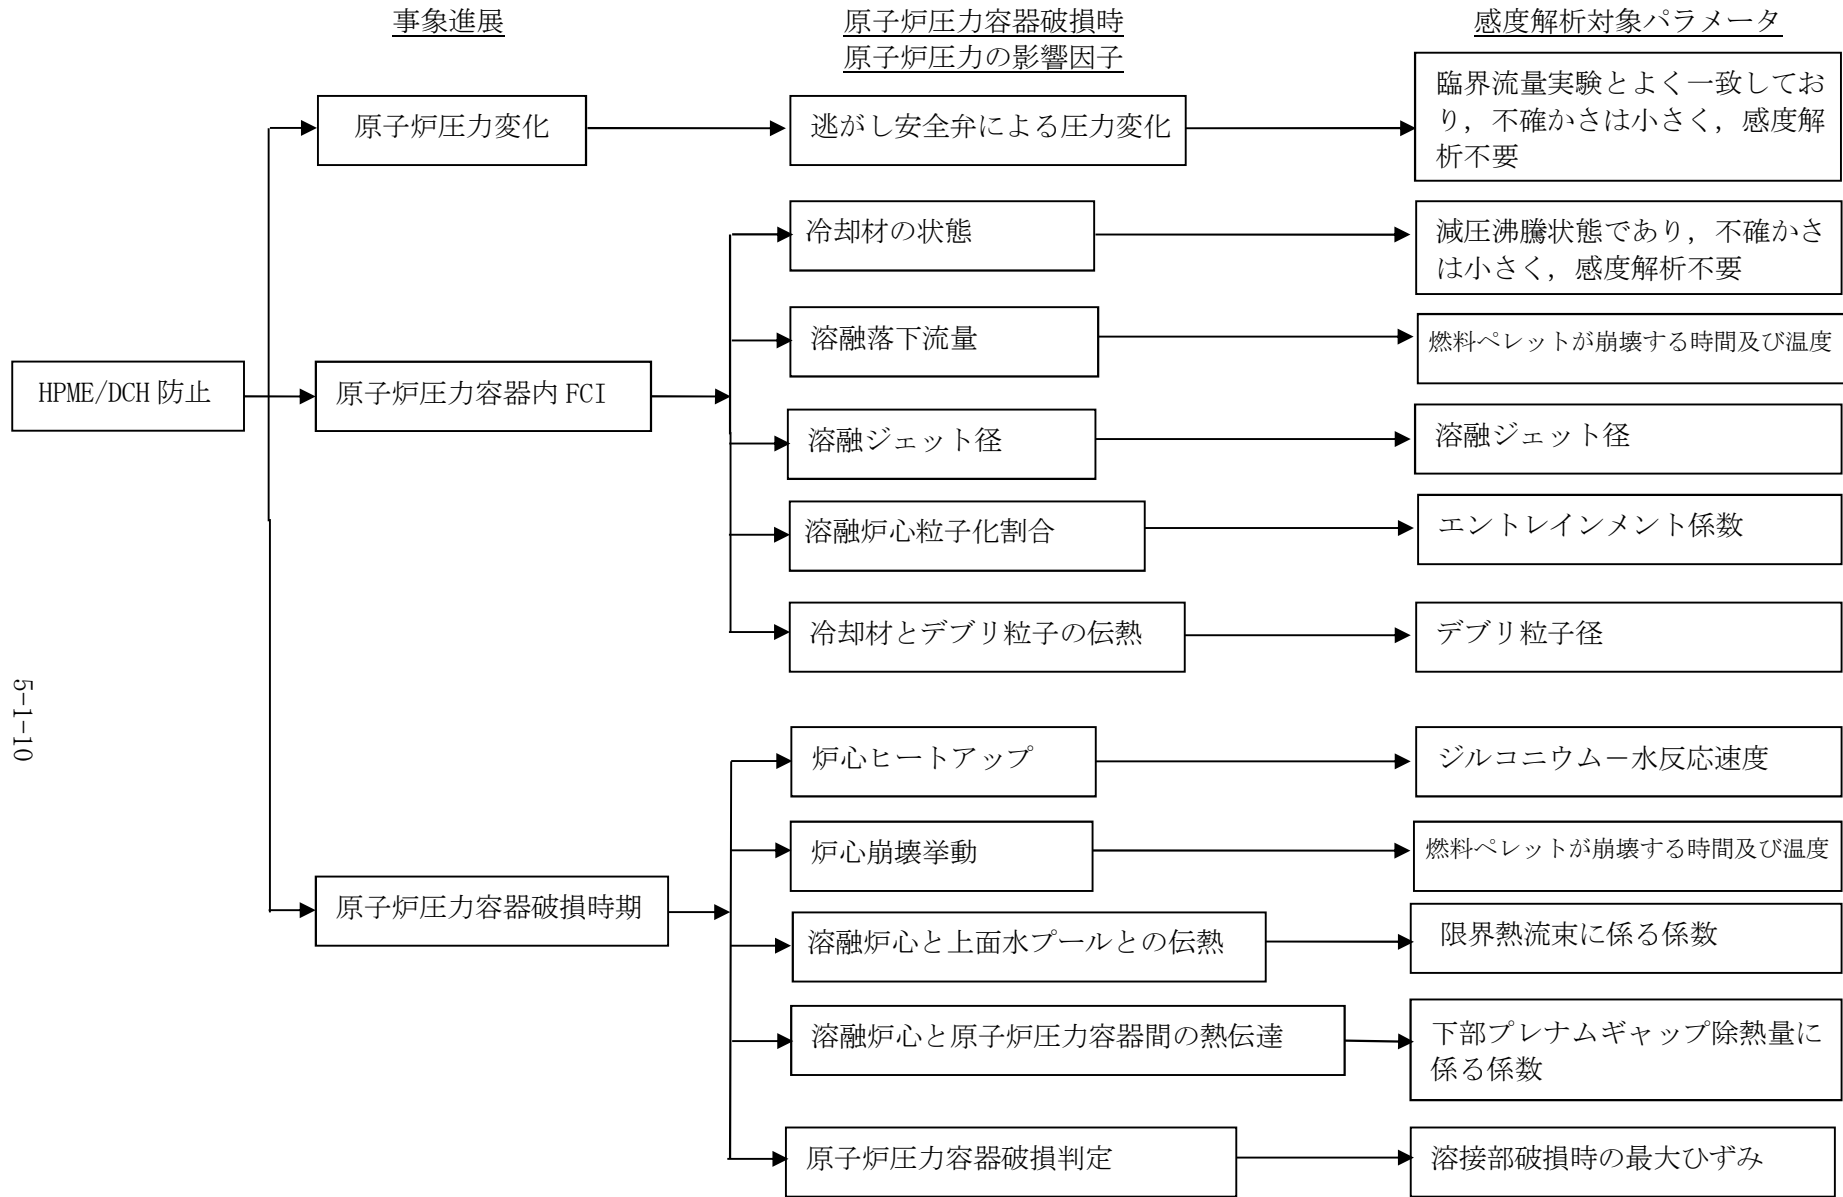 事象進展
原子炉圧力容器破損時
原子炉圧力の影響因子
感度解析対象パラメータ
原子炉圧力変化
逃がし安全弁による圧力変化
臨界流量実験とよく一致してお
り，不確かさは小さく，感度解
析不要
冷却材の状態
減圧沸騰状態であり，不確かさ
は小さく，感度解析不要
溶融落下流量
燃料ペレットが崩壊する時間及び温度
HPME/DCH 防止
原子炉圧力容器内 FCI
溶融ジェット径
溶融ジェット径
溶融炉心粒子化割合
エントレインメント係数
冷却材とデブリ粒子の伝熱
デブリ粒子径
炉心ヒートアップ
ジルコニウム－水反応速度
炉心崩壊挙動
燃料ペレットが崩壊する時間及び温度
原子炉圧力容器破損時期
溶融炉心と上面水プールとの伝熱
限界熱流束に係る係数
溶融炉心と原子炉圧力容器間の熱伝達
下部プレナムギャップ除熱量に
係る係数
原子炉圧力容器破損判定
溶接部破損時の最大ひずみ
5-1-10